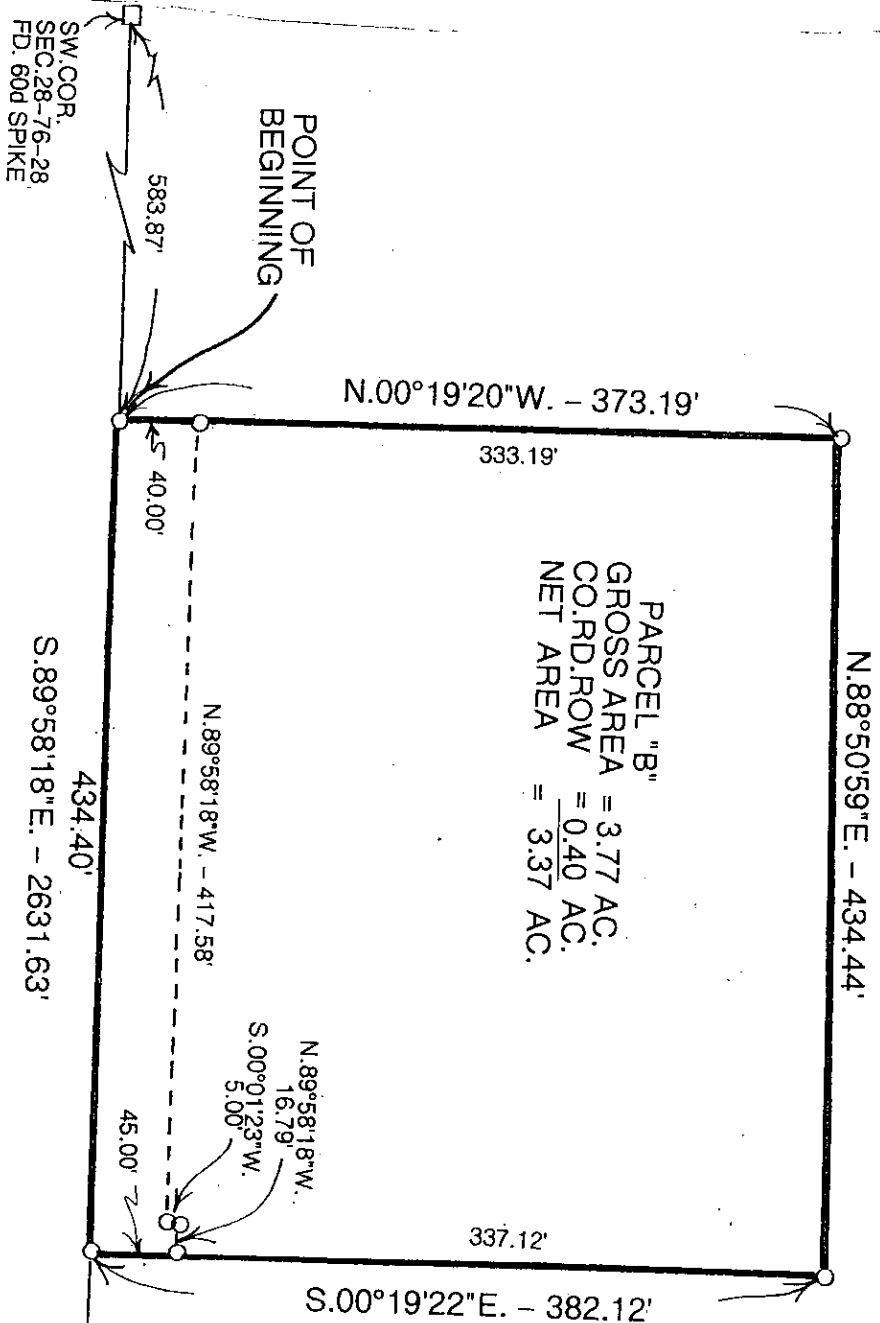 N.88°50'59"E. – 434.44'
N.00°19'20"W. – 373.19'
333.19'
PARCEL "B"
GROSS AREA = 3.77 AC.
CO.RD.ROW = 0.40 AC.
NET AREA = 3.37 AC.
337.12'
S.00°19'22"E. – 382.12'
POINT OF
BEGINNING
40.00'
N.89°58'18"W. – 417.58'
N.89°58'18"W.
16.79'
S.00°01'23"W.
5.00'
45.00'
583.87'
SW.COR.
SEC.28-76-28
FD. 60d SPIKE
434.40'
S.89°58'18"E. – 2631.63'